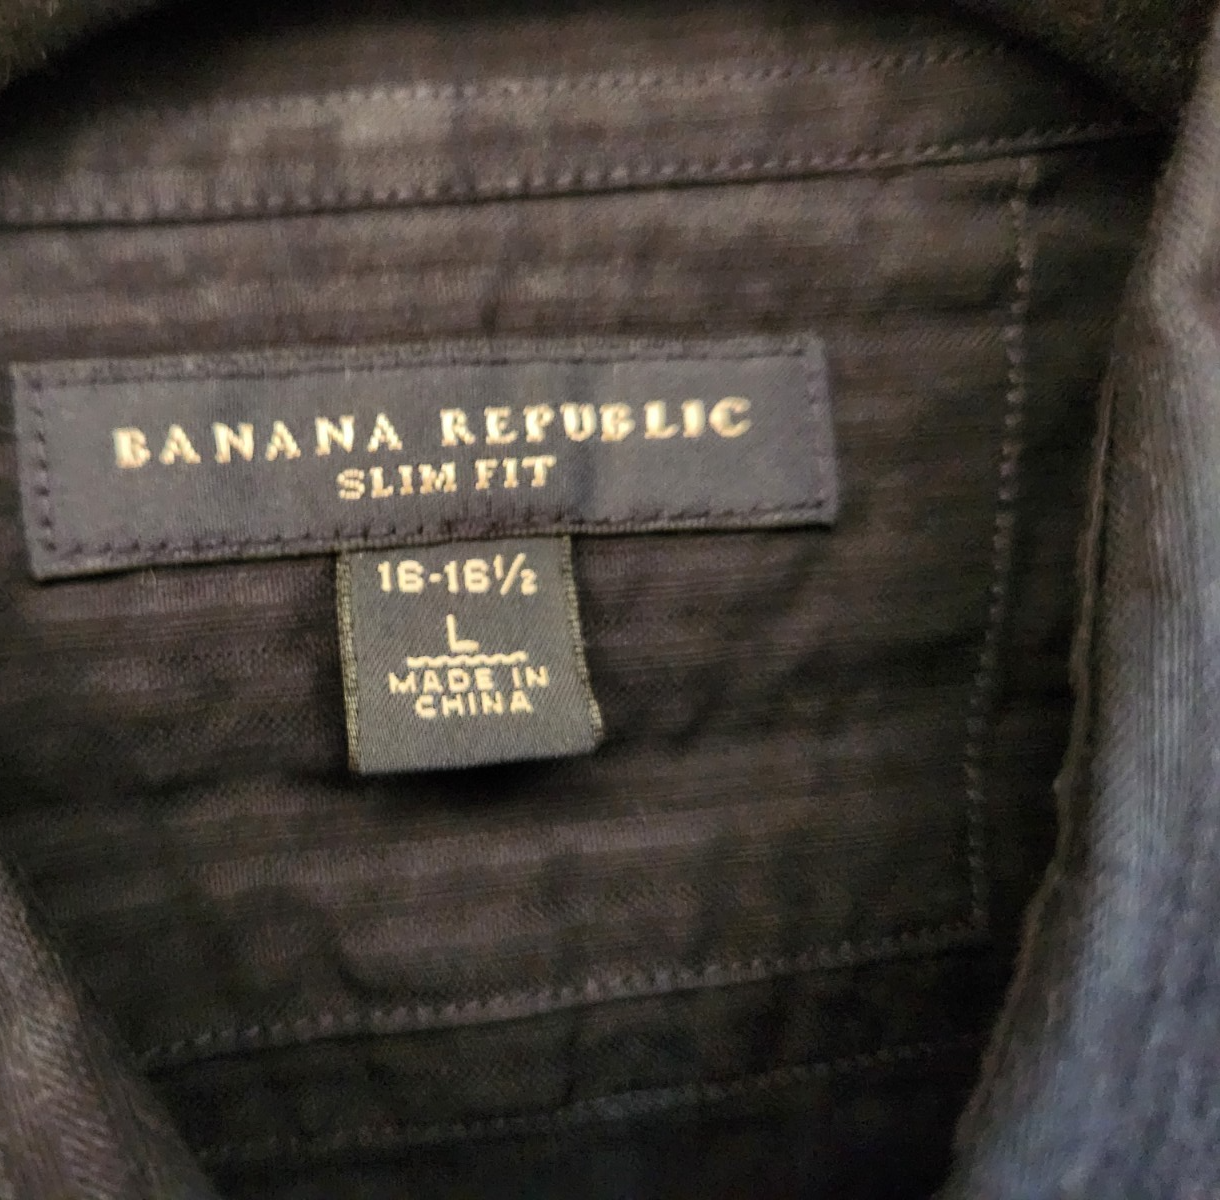 BANANA REPUBLIC
SLIM FIT
16-16½
L
MADE IN
CHINA